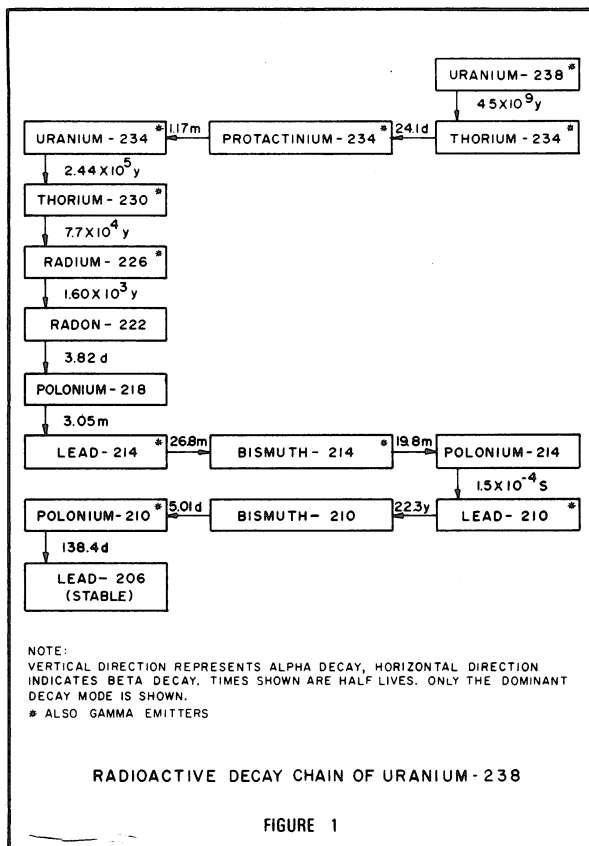 URANIUM-238 *
4.5X10⁹y
URANIUM - 234 * 1.17m PROTACTINIUM-234 * 24.1d THORIUM-234 *
2.44X10⁵ y
THORIUM-230 *
7.7X10⁴ y
RADIUM-226 *
1.60X10³ y
RADON-222
3.82 d
POLONIUM-218
3.05m
LEAD-214 * 26.8m BISMUTH-214 * 19.8m POLONIUM-214
1.5X10⁻⁴ S
POLONIUM-210 * 5.01d BISMUTH-210 22.3y LEAD-210 *
138.4d
LEAD-206
(STABLE)
NOTE:
VERTICAL DIRECTION REPRESENTS ALPHA DECAY, HORIZONTAL DIRECTION
INDICATES BETA DECAY. TIMES SHOWN ARE HALF LIVES. ONLY THE DOMINANT
DECAY MODE IS SHOWN.
* ALSO GAMMA EMITTERS
RADIOACTIVE DECAY CHAIN OF URANIUM-238
FIGURE 1